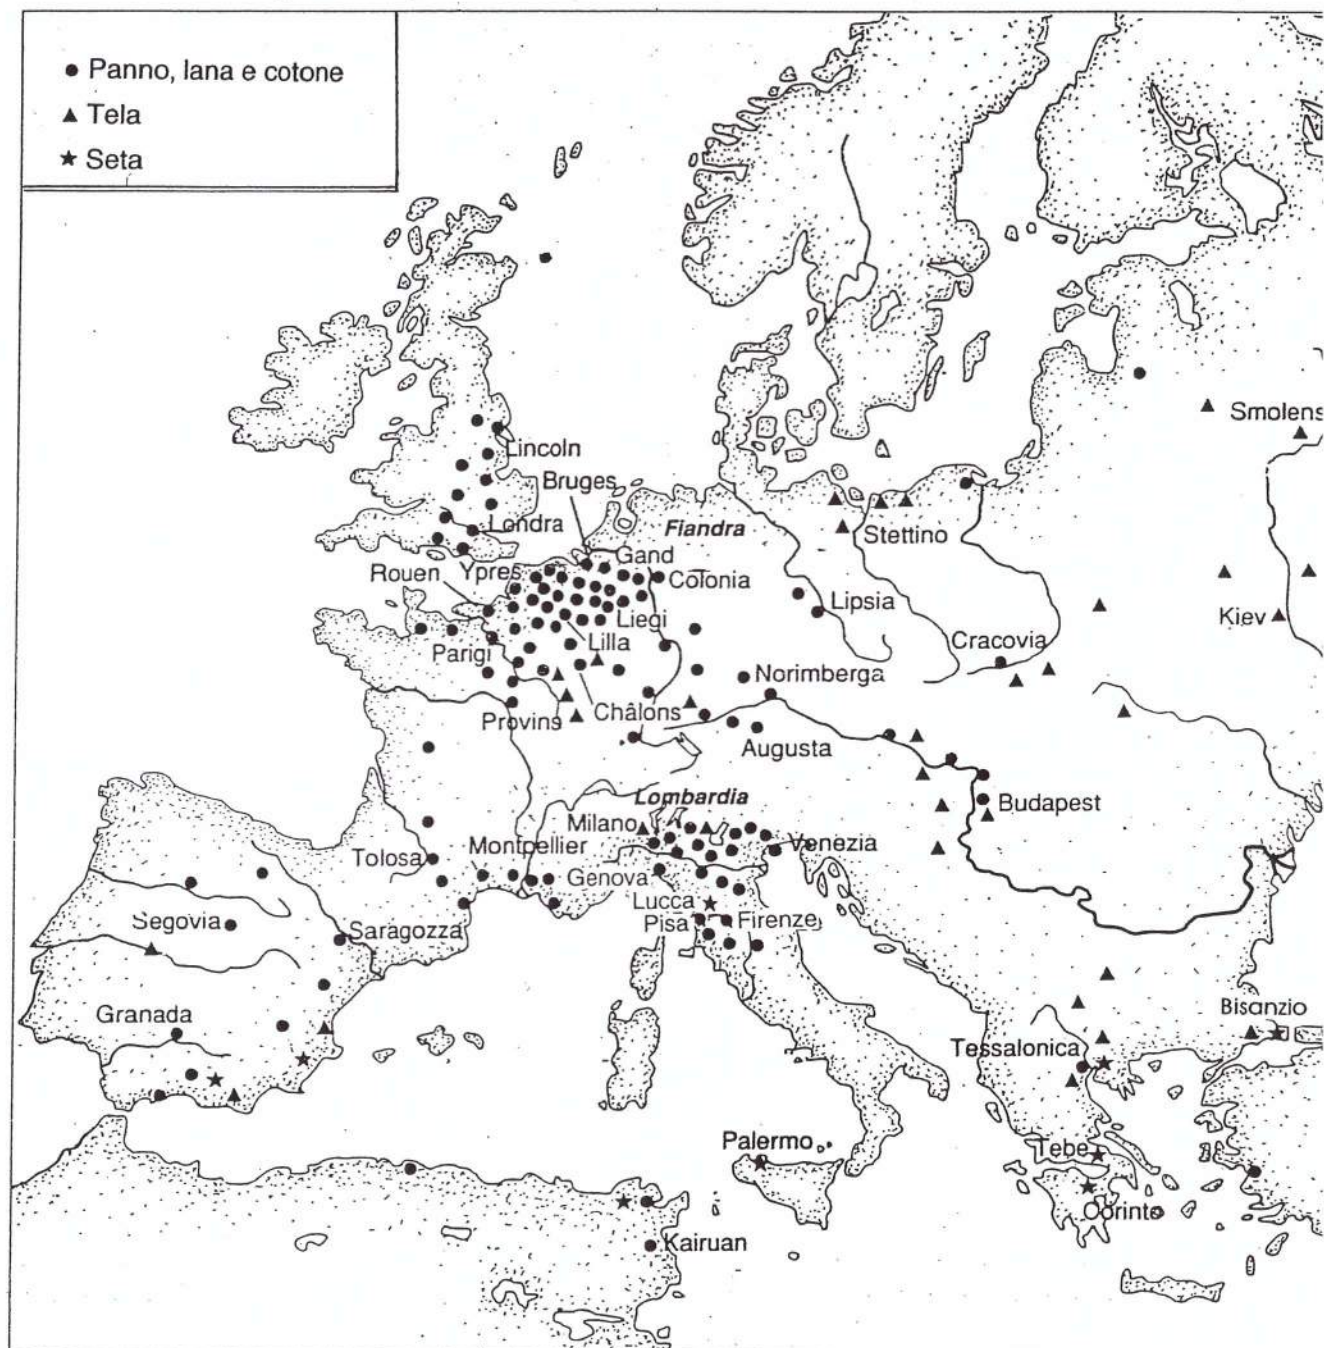 Panno, lana e cotone
Tela
Seta
Smolens
Lincoln
Bruges
Londra
Fiandra
Stettino
Rouen
Ypres
Gand
Colonia
Lipsia
Kiev
Liegi
Lilla
Parigi
Cracovia
Norimberga
Provins
Châlons
Augusta
Lombardia
Milano
Budapest
Tolosa
Montpellier
Venezia
Genova
Lucca
Segovia
Saragozza
Pisa
Firenze
Granada
Bisanzio
Tessalonica
Palermo
Tebe
Corinto
Kairuan